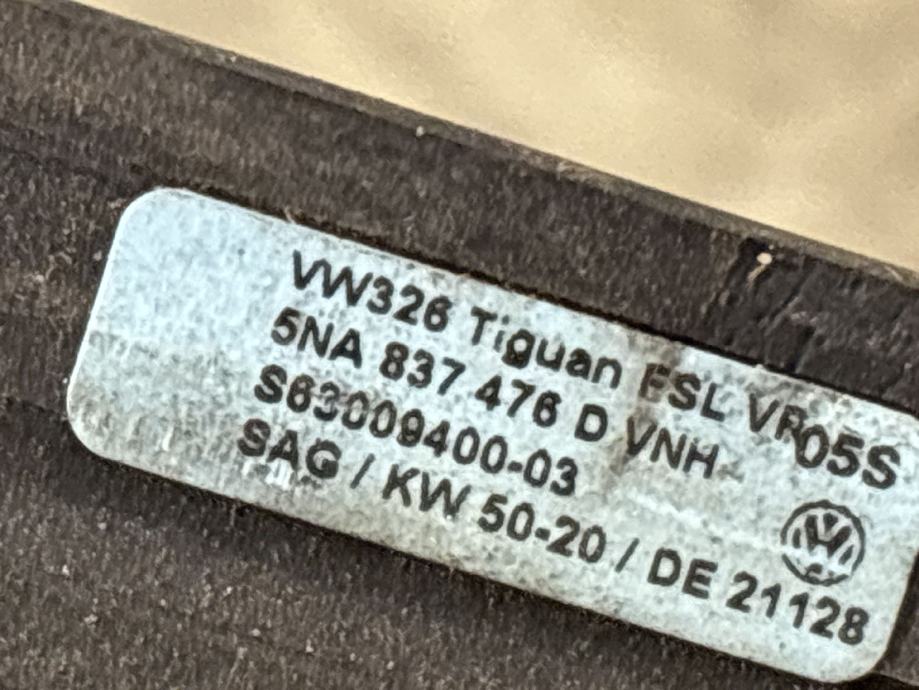 VW326 Tiguan FSL VR05S
5NA 837 476 D VNH
S63009400-03
SAG / KW 50-20 / DE 21128